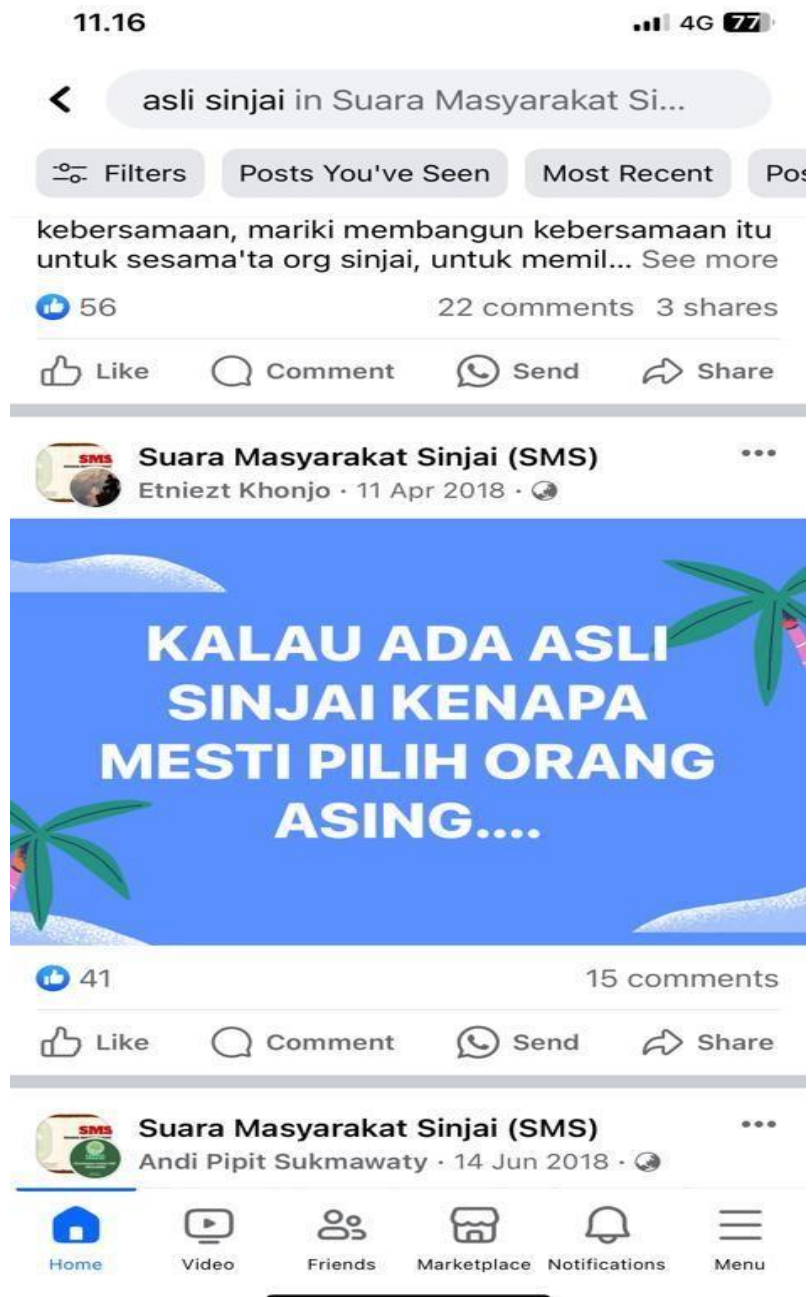 11.16
4G 77
asli sinjai in Suara Masyarakat Si...
Filters Posts You've Seen Most Recent Pos
kebersamaan, mariki membangun kebersamaan itu
untuk sesama'ta org sinjai, untuk memil... See more
56 22 comments 3 shares
Like Comment Send Share
SMS
Suara Masyarakat Sinjai (SMS)
Etniezt Khonjo · 11 Apr 2018 ·
KALAU ADA ASLI
SINJAI KENAPA
MESTI PILIH ORANG
ASING....
41 15 comments
Like Comment Send Share
SMS
Suara Masyarakat Sinjai (SMS)
Andi Pipit Sukmawaty · 14 Jun 2018 ·
Home Video Friends Marketplace Notifications Menu